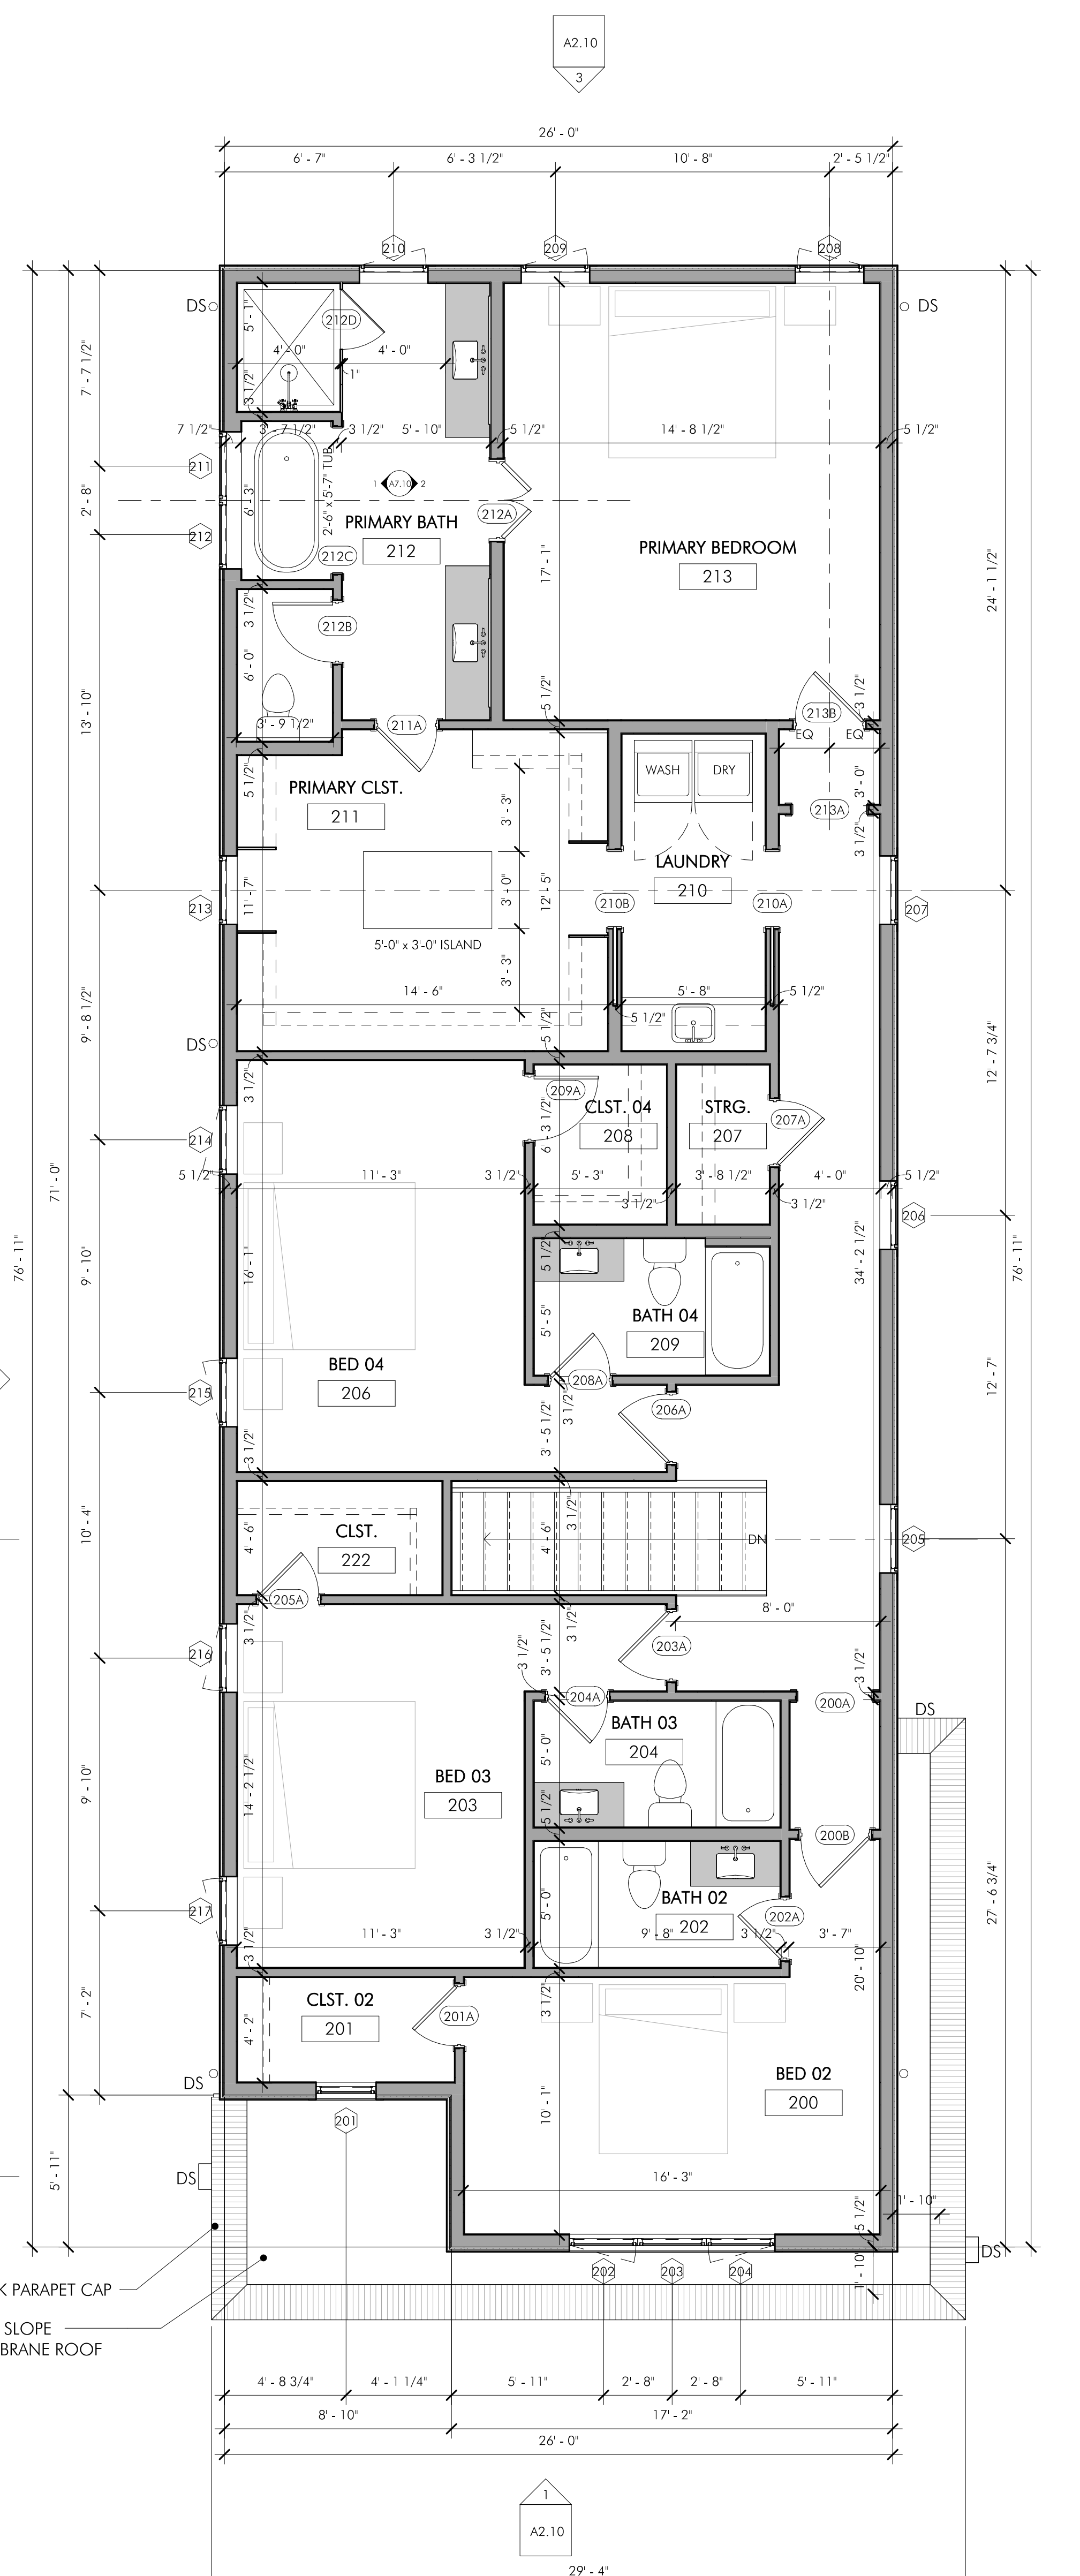 A2.10
3
26' - 0"
6' - 7"
6' - 3 1/2"
10' - 8"
2' - 5 1/2"
210
209
208
DS
DS
212D
5' - 1"
4' - 0"
4' - 0"
1"
3 1/2"
7' - 7 1/2"
7 1/2"
3' - 7 1/2"
3 1/2"
5' - 10"
5 1/2"
14' - 8 1/2"
5 1/2"
211
2' - 8"
6' - 3"
2'-6" x 5'-7" TUB
1
A7.10
2
212A
212
PRIMARY BATH
212
212C
PRIMARY BEDROOM
213
17' - 1"
24' - 1 1/2"
3 1/2"
212B
6' - 0"
3' - 9 1/2"
13' - 10"
211A
5 1/2"
213B
3 1/2"
EQ
EQ
5 1/2"
PRIMARY CLST.
211
WASH
DRY
3' - 3"
3' - 0"
213A
3 1/2"
LAUNDRY
210
213
11' - 7"
3' - 0"
12' - 5"
210B
210A
207
5'-0" x 3'-0" ISLAND
3' - 3"
14' - 6"
5' - 8"
5 1/2"
5 1/2"
5 1/2"
9' - 8 1/2"
DS
12' - 7 3/4"
3 1/2"
209A
CLST. 04
208
STRG.
207
207A
6' - 3 1/2"
214
5 1/2"
11' - 3"
3 1/2"
5' - 3"
3 1/2"
3' - 8 1/2"
3 1/2"
4' - 0"
5 1/2"
71' - 0"
76' - 11"
206
5 1/2"
16' - 1"
9' - 10"
34' - 2 1/2"
76' - 11"
BATH 04
209
5' - 5"
BED 04
206
208A
215
3 1/2"
206A
3' - 5 1/2"
12' - 7"
3 1/2"
3 1/2"
CLST.
222
4' - 6"
4' - 6"
10' - 4"
DN
205
205A
8' - 0"
3 1/2"
3 1/2"
203A
216
3 1/2"
3' - 5 1/2"
3 1/2"
204A
200A
DS
BATH 03
204
5' - 0"
BED 03
203
14' - 2 1/2"
9' - 10"
5 1/2"
200B
27' - 6 3/4"
BATH 02
202
5' - 0"
202A
217
11' - 3"
3 1/2"
9' - 8"
3 1/2"
3' - 7"
3 1/2"
20' - 10"
3 1/2"
CLST. 02
201
201A
4' - 2"
7' - 2"
BED 02
200
DS
10' - 1"
201
5' - 11"
DS
16' - 3"
1' - 10"
5 1/2"
DS
202
203
204
1' - 10"
K PARAPET CAP
SLOPE
BRANE ROOF
4' - 8 3/4"
4' - 1 1/4"
5' - 11"
2' - 8"
2' - 8"
5' - 11"
8' - 10"
17' - 2"
26' - 0"
1
A2.10
29' - 4"